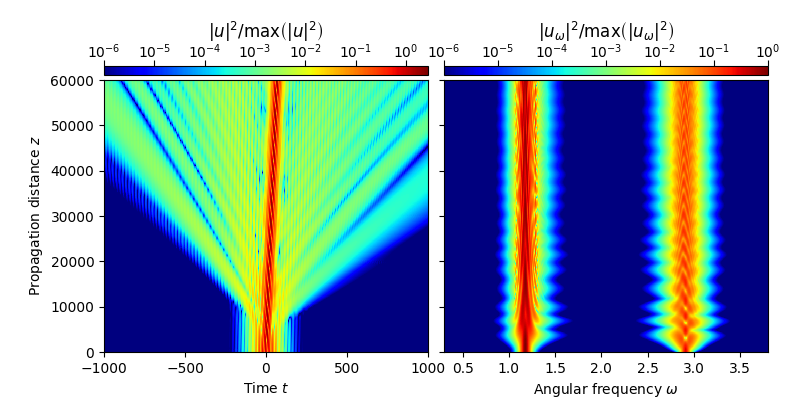 |u|²/max(|u|²)
10⁻⁶ 10⁻⁵ 10⁻⁴ 10⁻³ 10⁻² 10⁻¹ 10⁰
|u_ω|²/max(|u_ω|²)
10⁻⁶ 10⁻⁵ 10⁻⁴ 10⁻³ 10⁻² 10⁻¹ 10⁰
Propagation distance z
60000
50000
40000
30000
20000
10000
0
−1000 −500 0 500 1000
Time t
0.5 1.0 1.5 2.0 2.5 3.0 3.5
Angular frequency ω